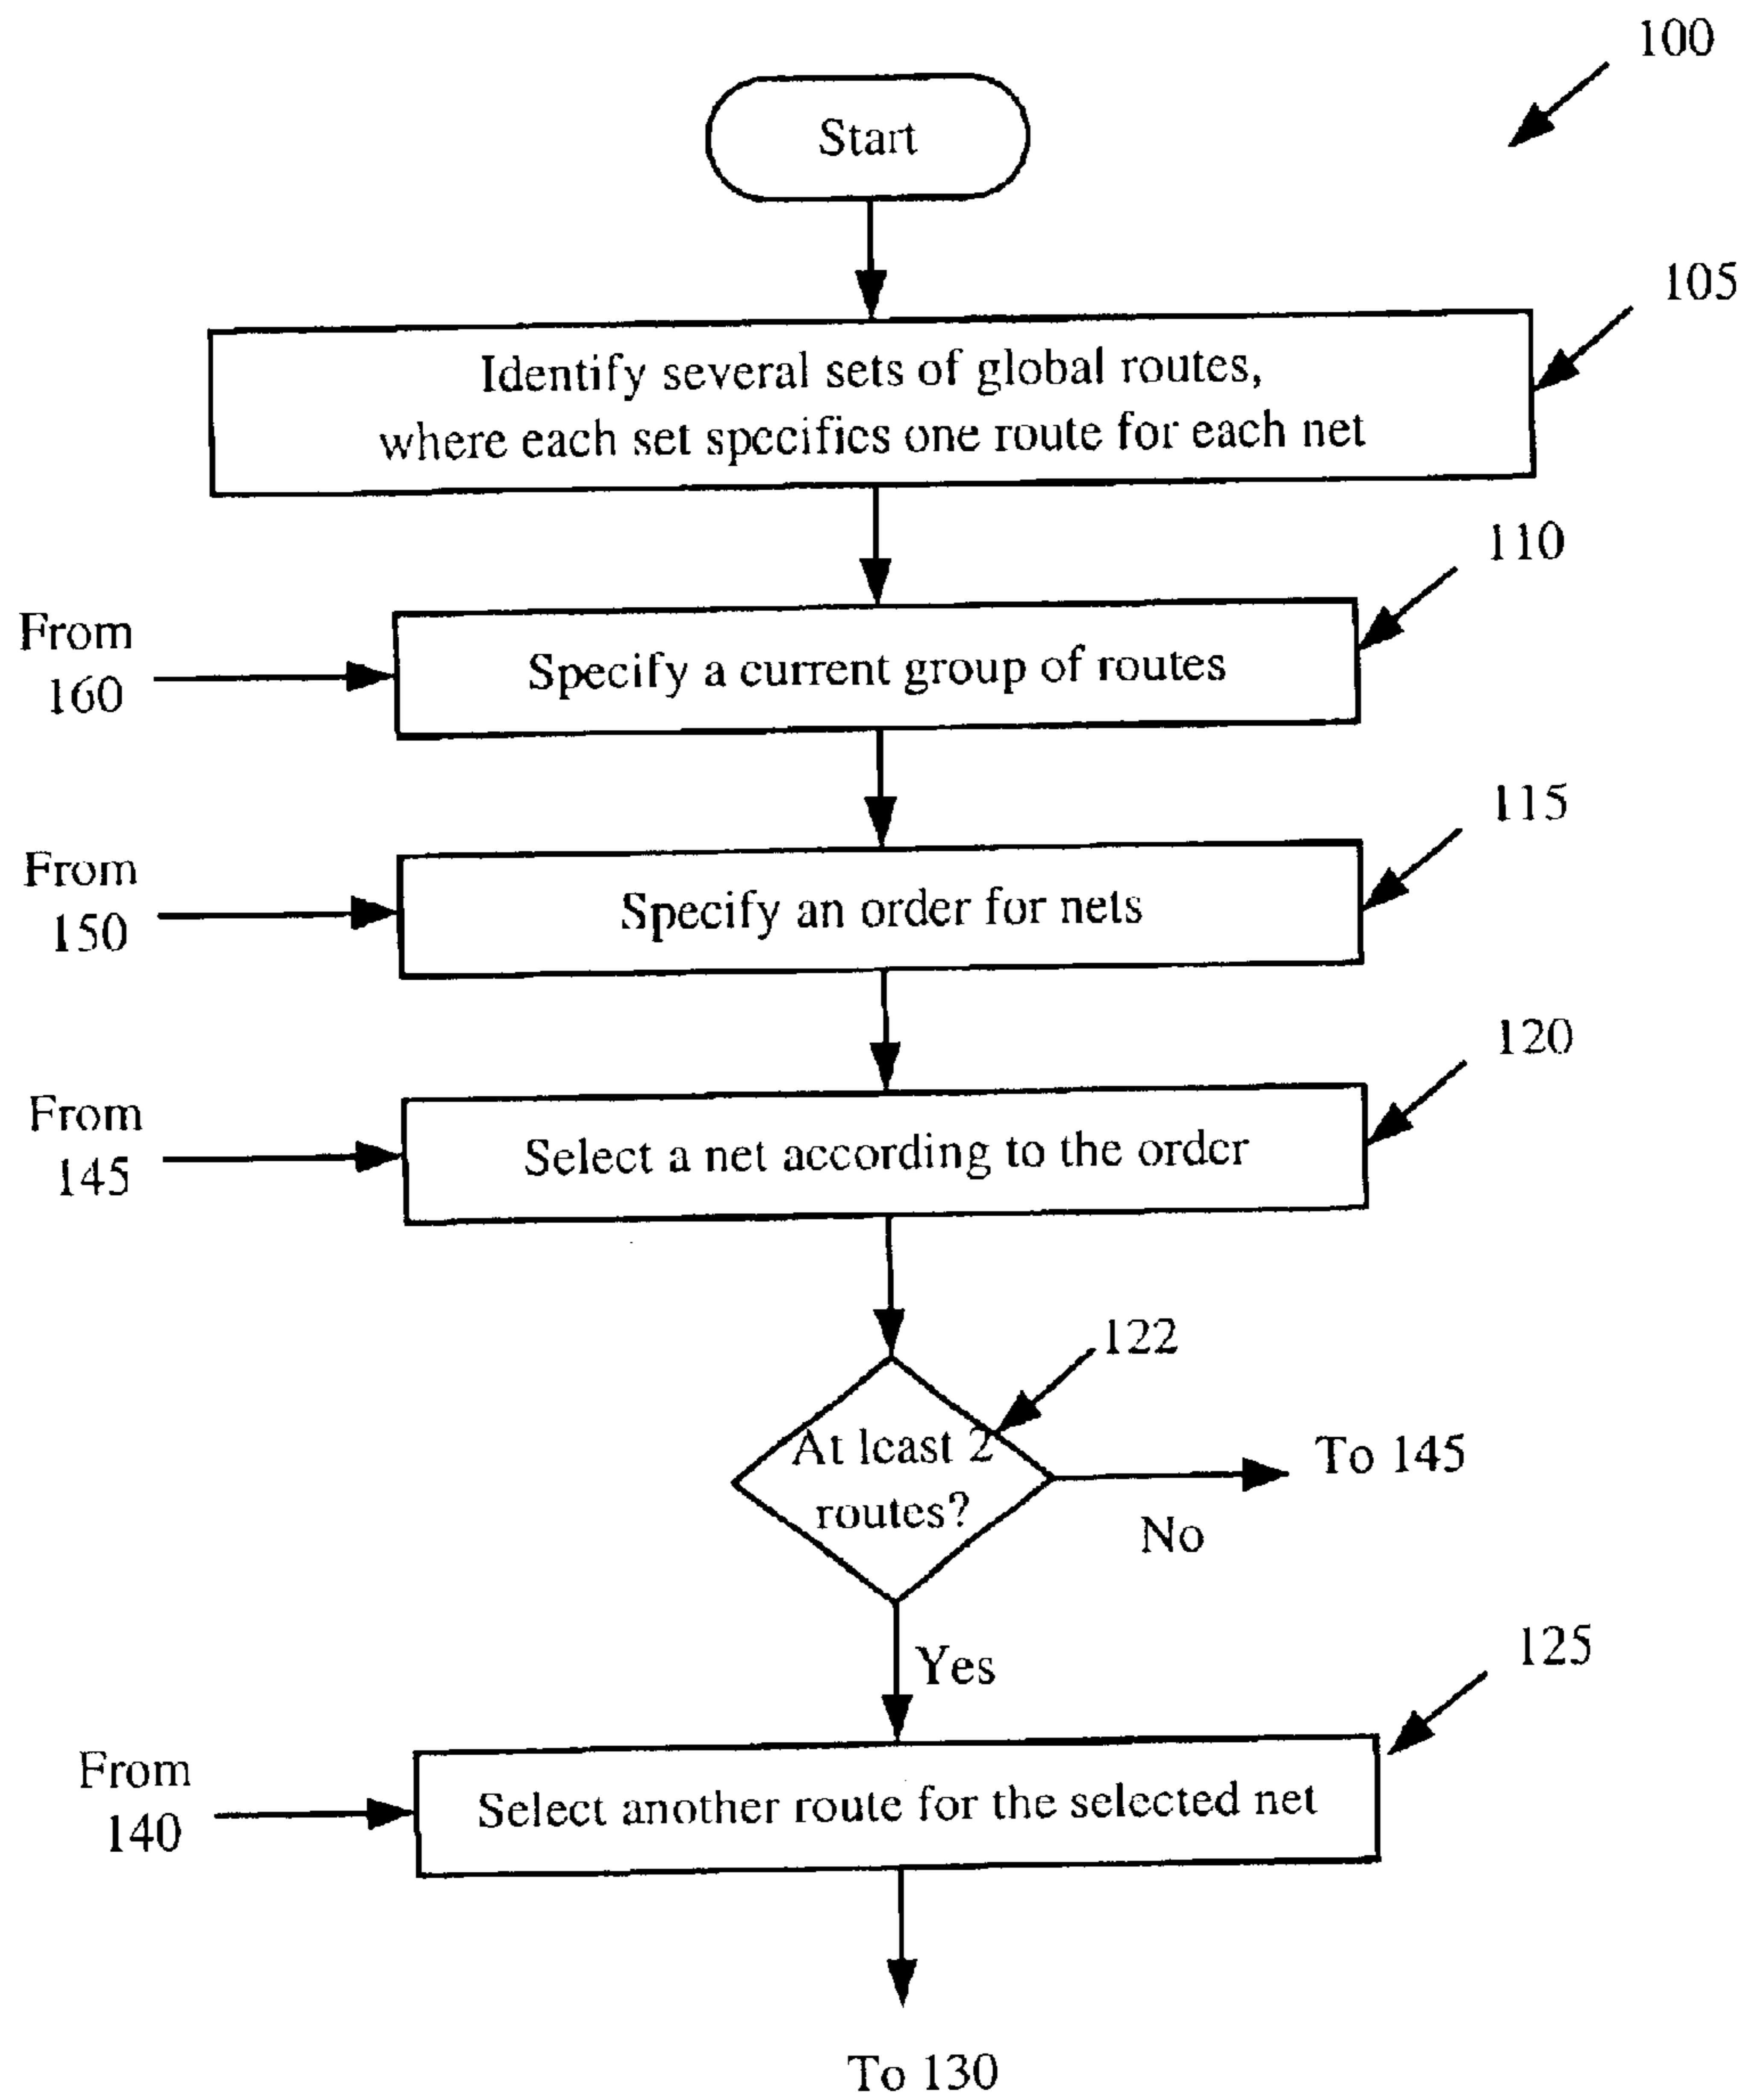 100
Start
105
Identify several sets of global routes,
where each set specifies one route for each net
110
From
160
Specify a current group of routes
115
From
150
Specify an order for nets
120
From
145
Select a net according to the order
122
At least 2
routes?
To 145
No
Yes
125
From
140
Select another route for the selected net
To 130